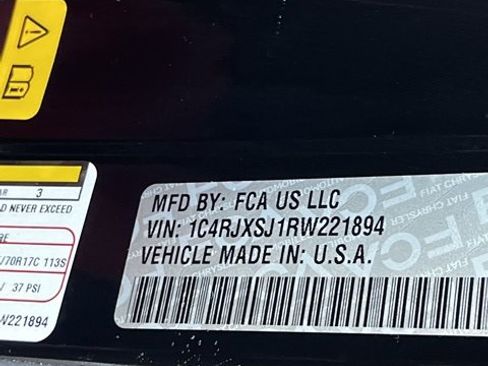 AR 3
D NEVER EXCEED
RE
/70R17C 113S
/ 37 PSI
W221894
MFD BY: FCA US LLC
VIN: 1C4RJXSJ1RW221894
VEHICLE MADE IN: U.S.A.